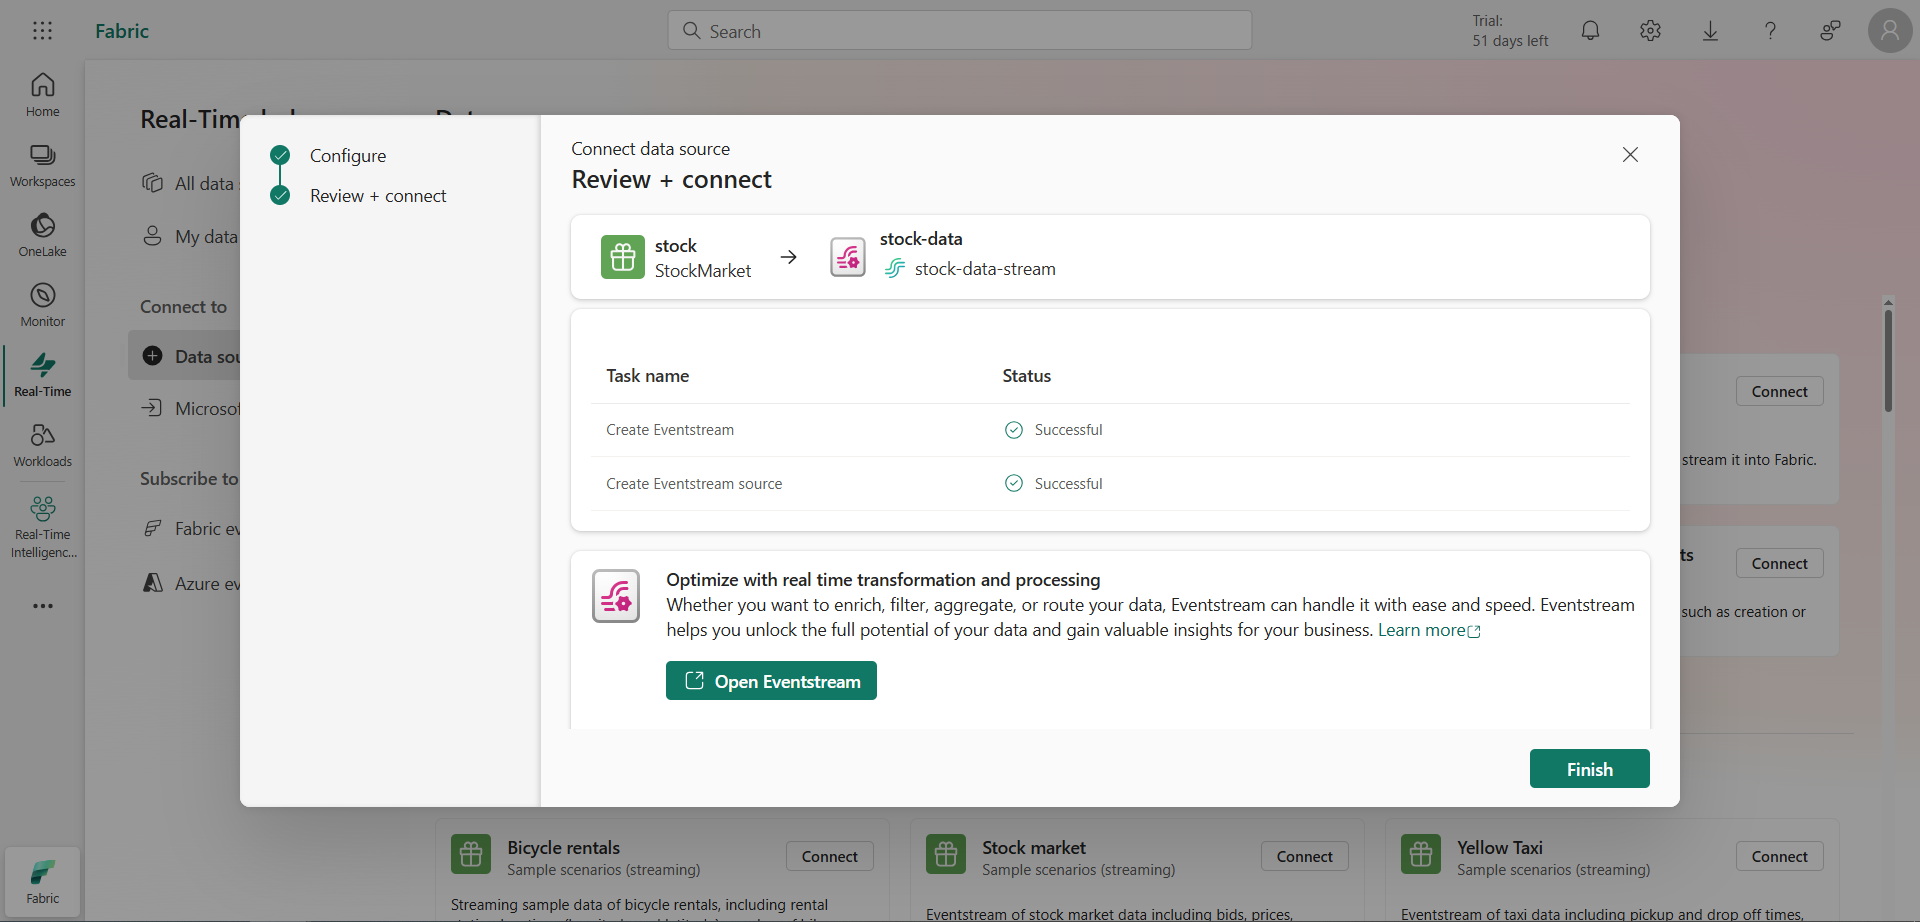 Fabric
Search
Trial:
51 days left
Home
Workspaces
OneLake
Monitor
Real-Time
Workloads
Real-Time
Intelligenc...
Fabric
All data
My data
Connect to
Data sou
Microsof
Subscribe to
Fabric ev
Azure ev
Configure
Review + connect
Connect data source
Review + connect
stock
StockMarket
stock-data
stock-data-stream
Task name Status
Create Eventstream Successful
Create Eventstream source Successful
Optimize with real time transformation and processing
Whether you want to enrich, filter, aggregate, or route your data, Eventstream can handle it with ease and speed. Eventstream
helps you unlock the full potential of your data and gain valuable insights for your business. Learn more
Open Eventstream
Finish
Connect
stream it into Fabric.
ts
Connect
such as creation or
Bicycle rentals
Sample scenarios (streaming)
Connect
Streaming sample data of bicycle rentals, including rental
Stock market
Sample scenarios (streaming)
Connect
Eventstream of stock market data including bids, prices,
Yellow Taxi
Sample scenarios (streaming)
Connect
Eventstream of taxi data including pickup and drop off times,